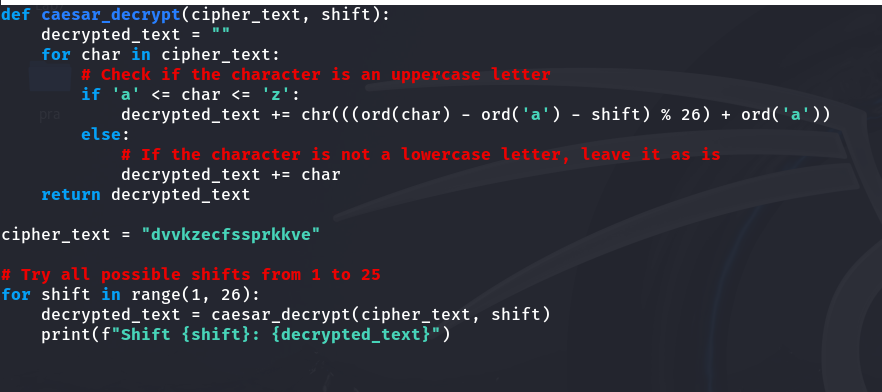 def caesar_decrypt(cipher_text, shift):
    decrypted_text = ""
    for char in cipher_text:
        # Check if the character is an uppercase letter
        if 'a' <= char <= 'z':
            decrypted_text += chr(((ord(char) - ord('a') - shift) % 26) + ord('a'))
        else:
            # If the character is not a lowercase letter, leave it as is
            decrypted_text += char
    return decrypted_text

cipher_text = "dvvkzecfssprkkve"

# Try all possible shifts from 1 to 25
for shift in range(1, 26):
    decrypted_text = caesar_decrypt(cipher_text, shift)
    print(f"Shift {shift}: {decrypted_text}")
pra